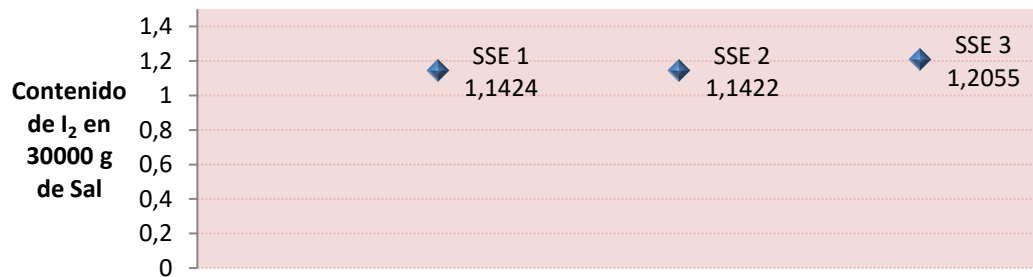 1,4
1,2
1
0,8
0,6
0,4
0,2
0
Contenido
de I₂ en
30000 g
de Sal
SSE 1
1,1424
SSE 2
1,1422
SSE 3
1,2055